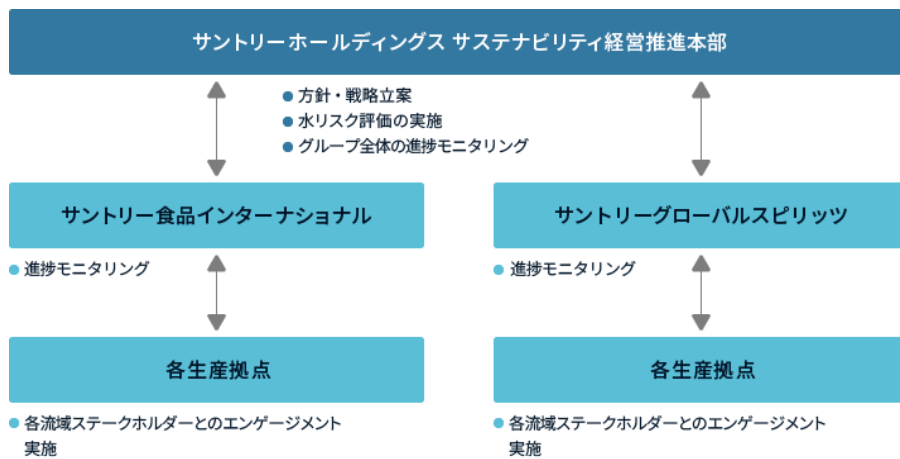 サントリーホールディングス サステナビリティ経営推進本部
方針・戦略立案
水リスク評価の実施
グループ全体の進捗モニタリング
サントリー食品インターナショナル
サントリーグローバルスピリッツ
進捗モニタリング
進捗モニタリング
各生産拠点
各生産拠点
各流域ステークホルダーとのエンゲージメント
実施
各流域ステークホルダーとのエンゲージメント
実施